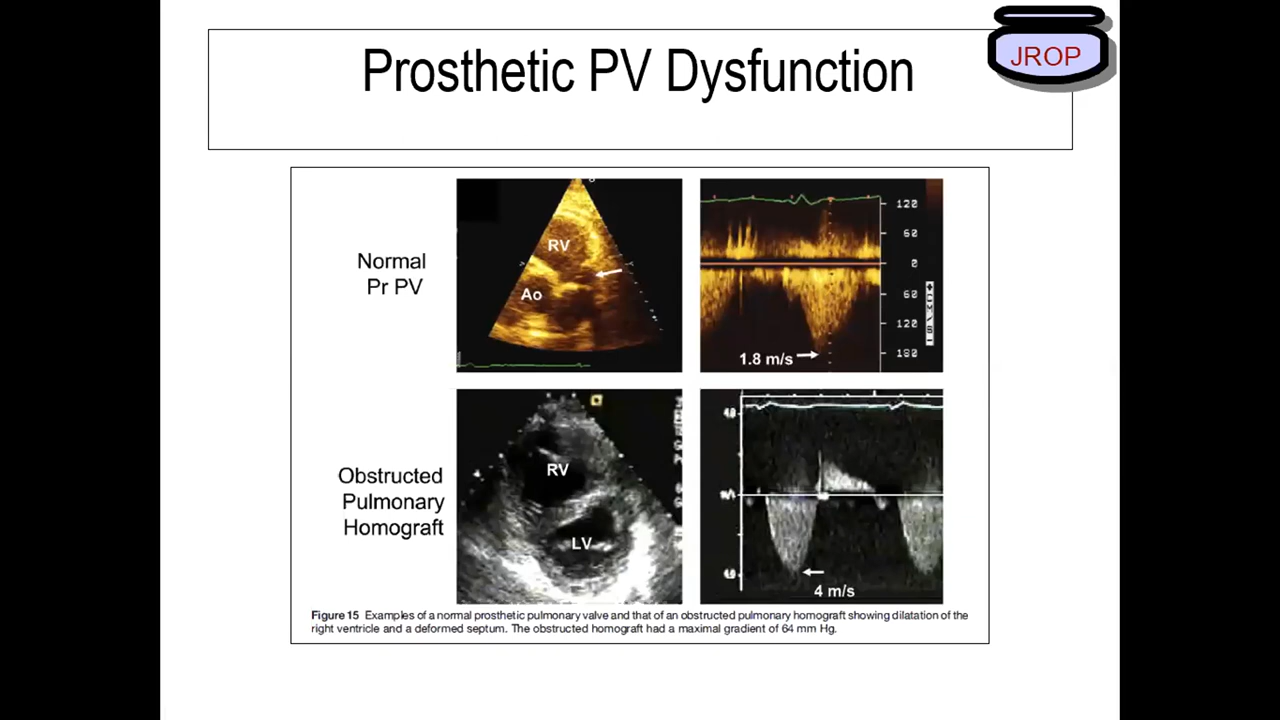 Prosthetic PV Dysfunction
JROP
Normal
Pr PV
RV
Ao
120
60
0
60
120
180
1.8 m/s
Obstructed
Pulmonary
Homograft
RV
LV
4 m/s
Figure 15 Examples of a normal prosthetic pulmonary valve and that of an obstructed pulmonary homograft showing dilatation of the
right ventricle and a deformed septum. The obstructed homograft had a maximal gradient of 64 mm Hg.